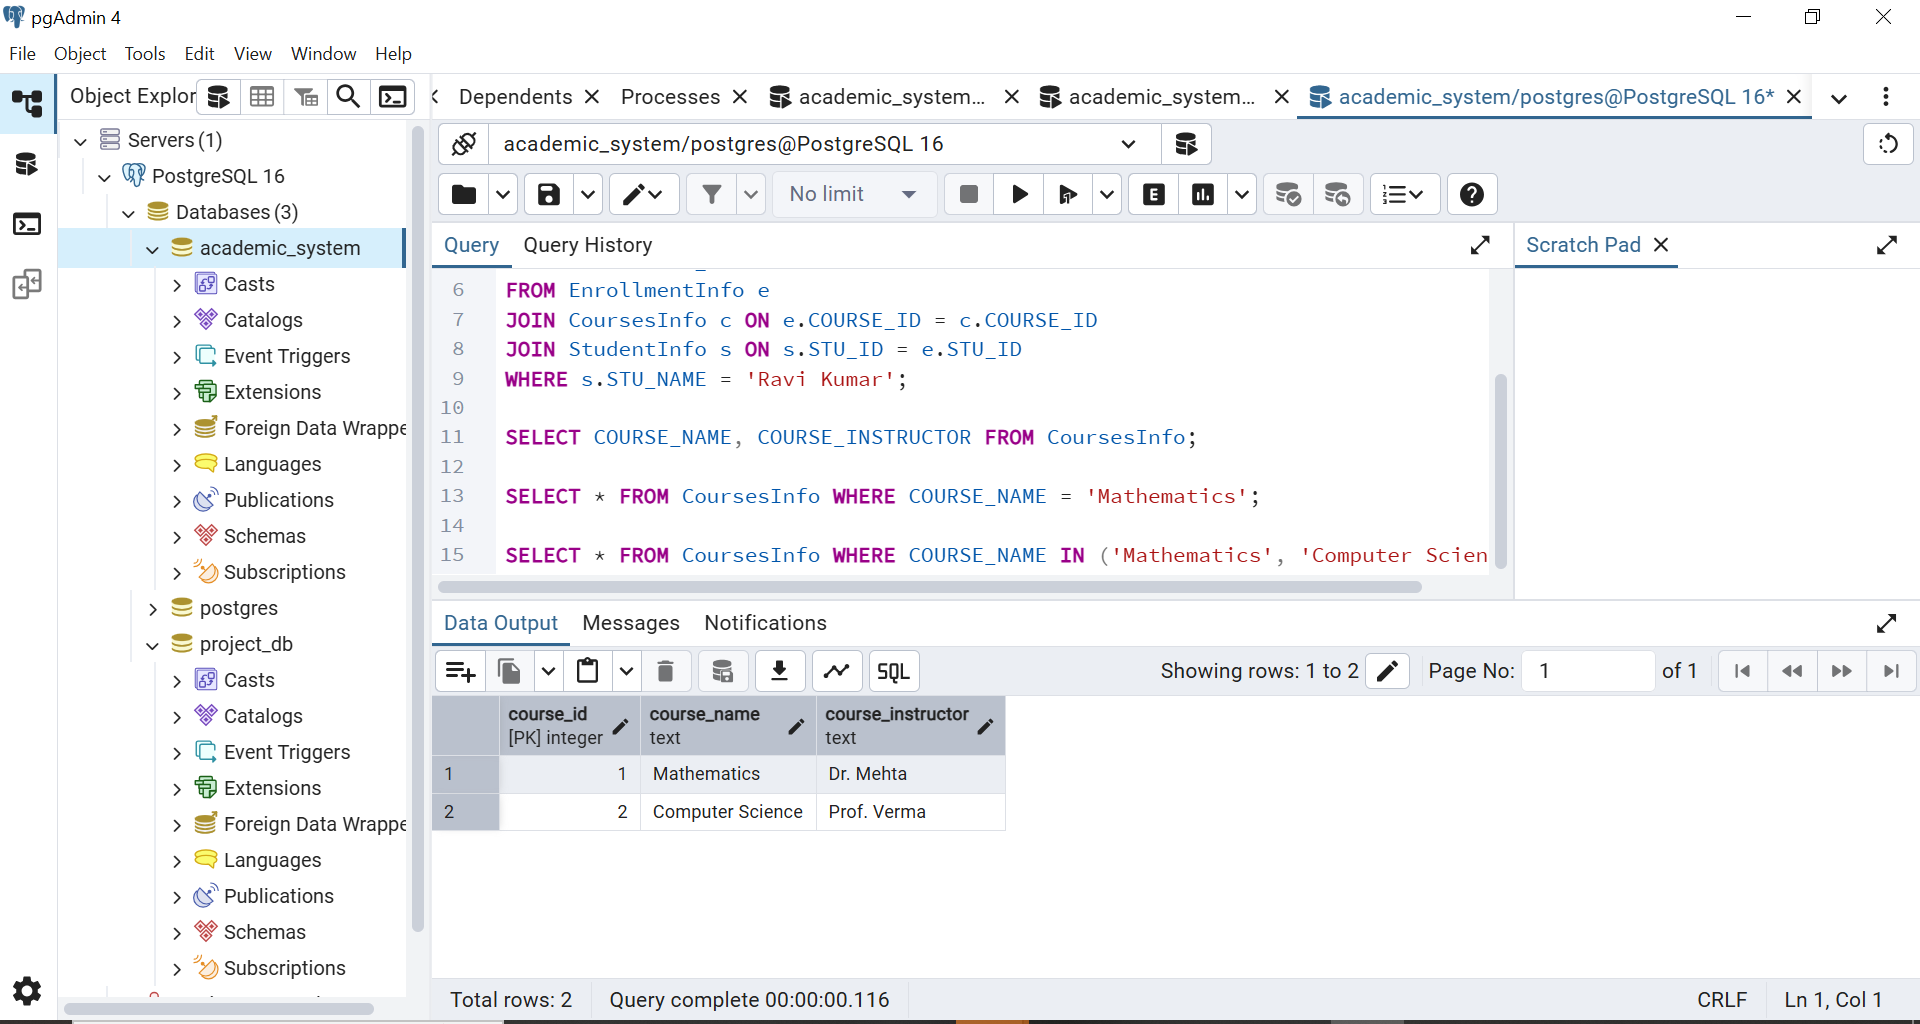 pgAdmin 4
File Object Tools Edit View Window Help
Object Explor
Dependents
Processes
academic_system...
academic_system...
academic_system/postgres@PostgreSQL 16*
Servers (1)
PostgreSQL 16
Databases (3)
academic_system
Casts
Catalogs
Event Triggers
Extensions
Foreign Data Wrappe
Languages
Publications
Schemas
Subscriptions
postgres
project_db
Casts
Catalogs
Event Triggers
Extensions
Foreign Data Wrappe
Languages
Publications
Schemas
Subscriptions
academic_system/postgres@PostgreSQL 16
No limit
E
Query Query History
Scratch Pad
6 FROM EnrollmentInfo e
7 JOIN CoursesInfo c ON e.COURSE_ID = c.COURSE_ID
8 JOIN StudentInfo s ON s.STU_ID = e.STU_ID
9 WHERE s.STU_NAME = 'Ravi Kumar';
10
11 SELECT COURSE_NAME, COURSE_INSTRUCTOR FROM CoursesInfo;
12
13 SELECT * FROM CoursesInfo WHERE COURSE_NAME = 'Mathematics';
14
15 SELECT * FROM CoursesInfo WHERE COURSE_NAME IN ('Mathematics', 'Computer Scien
Data Output Messages Notifications
SQL
Showing rows: 1 to 2
Page No: 1 of 1
course_id course_name course_instructor
[PK] integer text text
1 1 Mathematics Dr. Mehta
2 2 Computer Science Prof. Verma
Total rows: 2 Query complete 00:00:00.116 CRLF Ln 1, Col 1